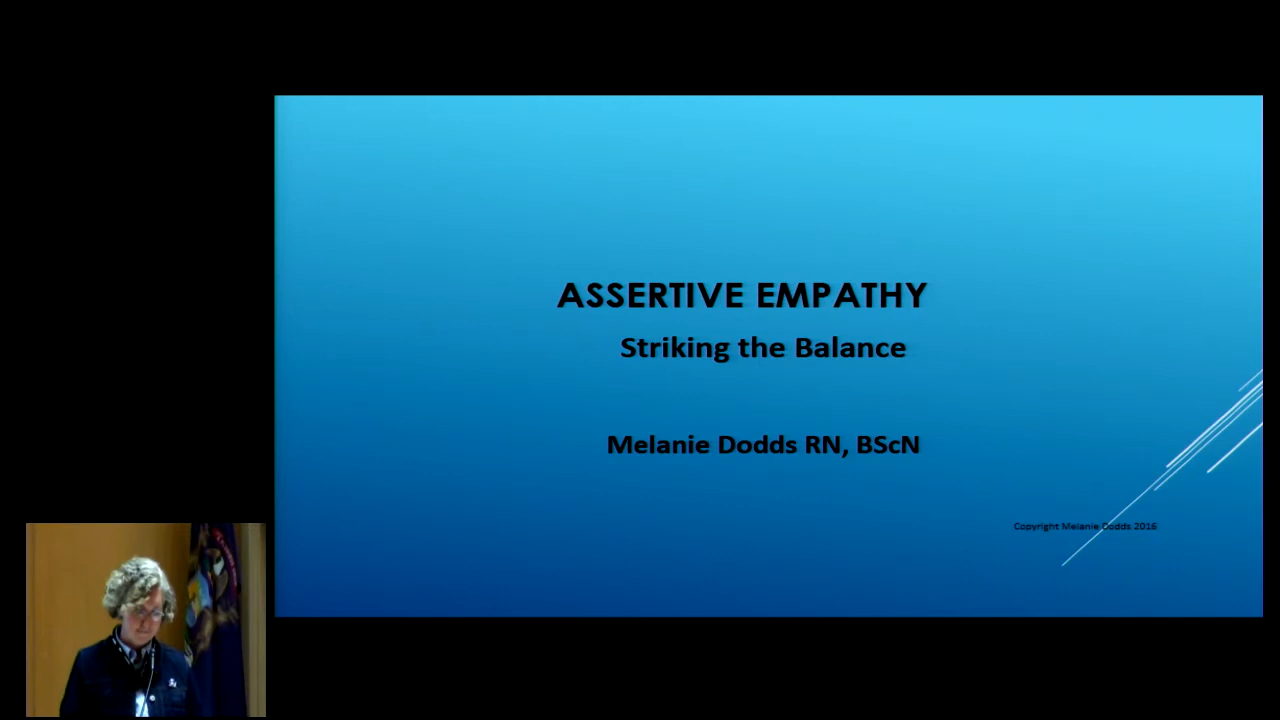 ASSERTIVE EMPATHY
Striking the Balance
Melanie Dodds RN, BScN
Copyright Melanie Dodds 2016